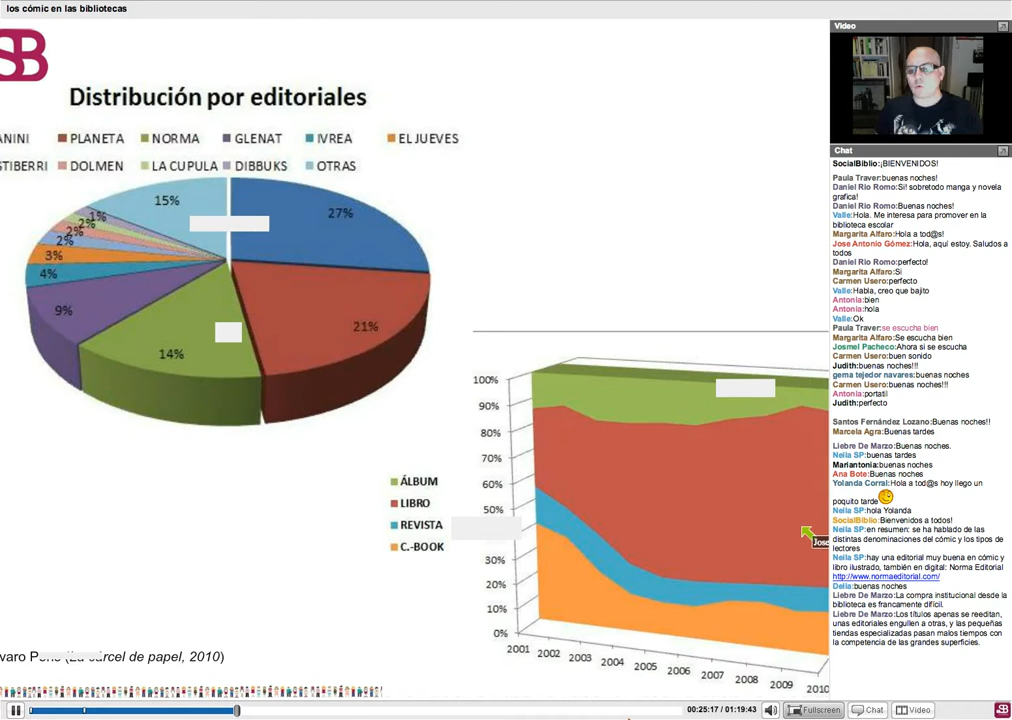 los cómic en las bibliotecas
SB
Distribución por editoriales
PLANETA NORMA GLENAT IVREA EL JUEVES
DOLMEN LA CUPULA DIBBUKS OTRAS
15%
27%
1%
2%
2%
2%
3%
4%
9%
21%
14%
ÁLBUM
LIBRO
REVISTA
C.-BOOK
100%
90%
80%
70%
60%
50%
30%
20%
10%
0%
2001 2002 2003 2004 2005 2006 2007 2008 2009 2010
cárcel de papel, 2010)
Video
Chat
SocialBiblio:¡BIENVENIDOS!
Paula Traver:buenas noches!
Daniel Rio Romo:Si! sobretodo manga y novela
grafica!
Daniel Rio Romo:Buenas noches!
Valle:Hola. Me interesa para promover en la
biblioteca escolar
Margarita Alfaro:Hola a tod@s!
Jose Antonio Gómez:Hola, aquí estoy. Saludos a
todos
Daniel Rio Romo:perfecto!
Margarita Alfaro:Si
Carmen Usero:perfecto
Valle:Habla, creo que bajito
Antonia:bien
Antonia:hola
Valle:Ok
Paula Traver:se escucha bien
Margarita Alfaro:Se escucha bien
Josmel Pacheco:Ahora si se escucha
Carmen Usero:buen sonido
Judith:buenas noches!!!
gema tejedor navares:buenas noches
Carmen Usero:buenas noches!!!
Antonia:portatil
Judith:perfecto
Santos Fernández Lozano:Buenas noches!!
Marcela Agra:Buenas tardes
Liebre De Marzo:Buenas noches.
Neila SP:buenas tardes
Mariantonia:buenas noches
Ana Bote:Buenas noches
Yolanda Corral:Hola a tod@s hoy llego un
poquito tarde
Neila SP:hola Yolanda
SocialBiblio:Bienvenidos a todos!
Neila SP:en resumen: se ha hablado de las
distintas denominaciones del cómic y los tipos de
lectores
Neila SP:hay una editorial muy buena en cómic y
libro ilustrado, también en digital: Norma Editorial
http://www.normaeditorial.com/
Delia:buenas noches
Liebre De Marzo:La compra institucional desde la
biblioteca es francamente difícil.
Liebre De Marzo:Los títulos apenas se reeditan,
unas editoriales engullen a otras, y las pequeñas
tiendas especializadas pasan malos tiempos con
la competencia de las grandes superficies.
00:25:17 / 01:19:43
Fullscreen
Chat
Video
SB